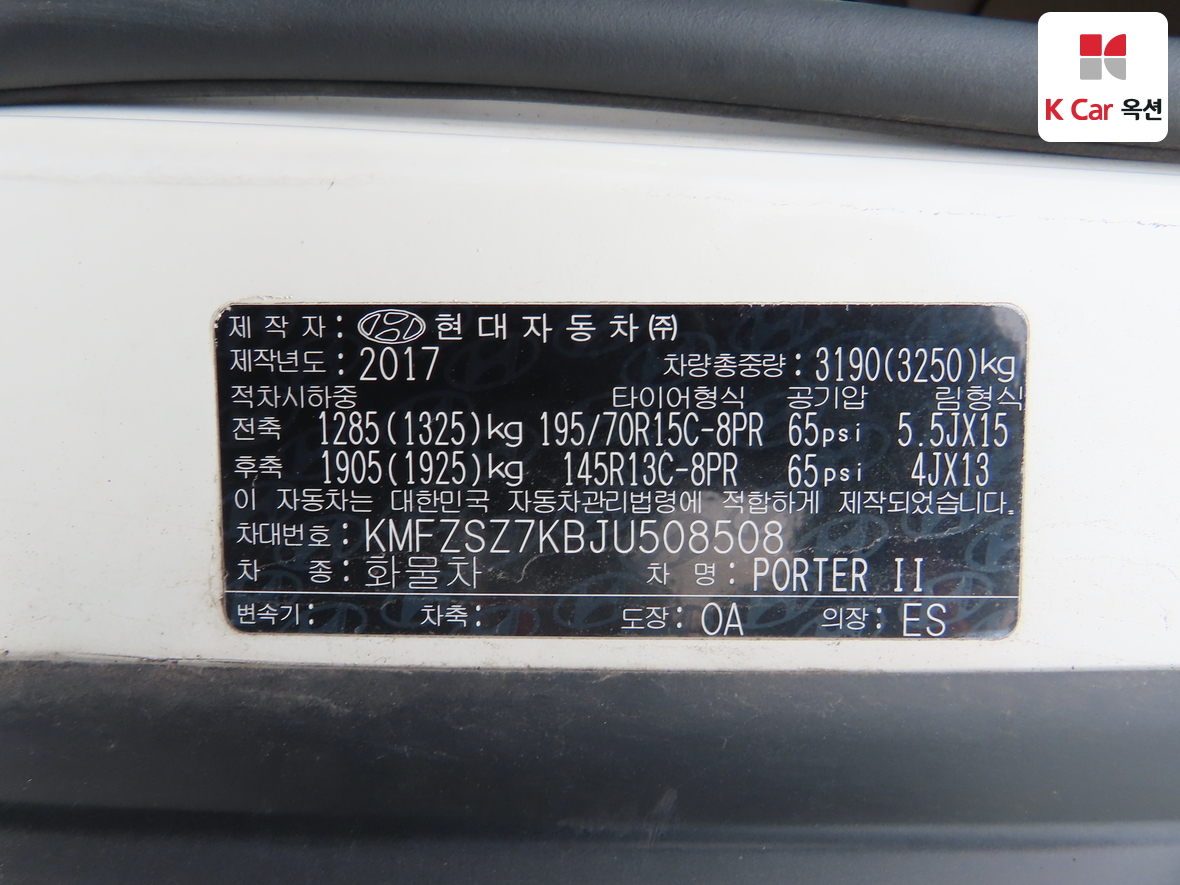 K Car 옥션
제 작 자 : 현대자동차㈜
제작년도 : 2017 차량총중량 : 3190(3250)kg
적차시하중 타이어형식 공기압 림형식
전축 1285(1325)kg 195/70R15C-8PR 65psi 5.5JX15
후축 1905(1925)kg 145R13C-8PR 65psi 4JX13
이 자동차는 대한민국 자동차관리법령에 적합하게 제작되었습니다.
차대번호 : KMFZSZ7KBJU508508
차 종 : 화물차 차 명 : PORTER II
변속기 : 차축 : 도장 : OA 의장 : ES